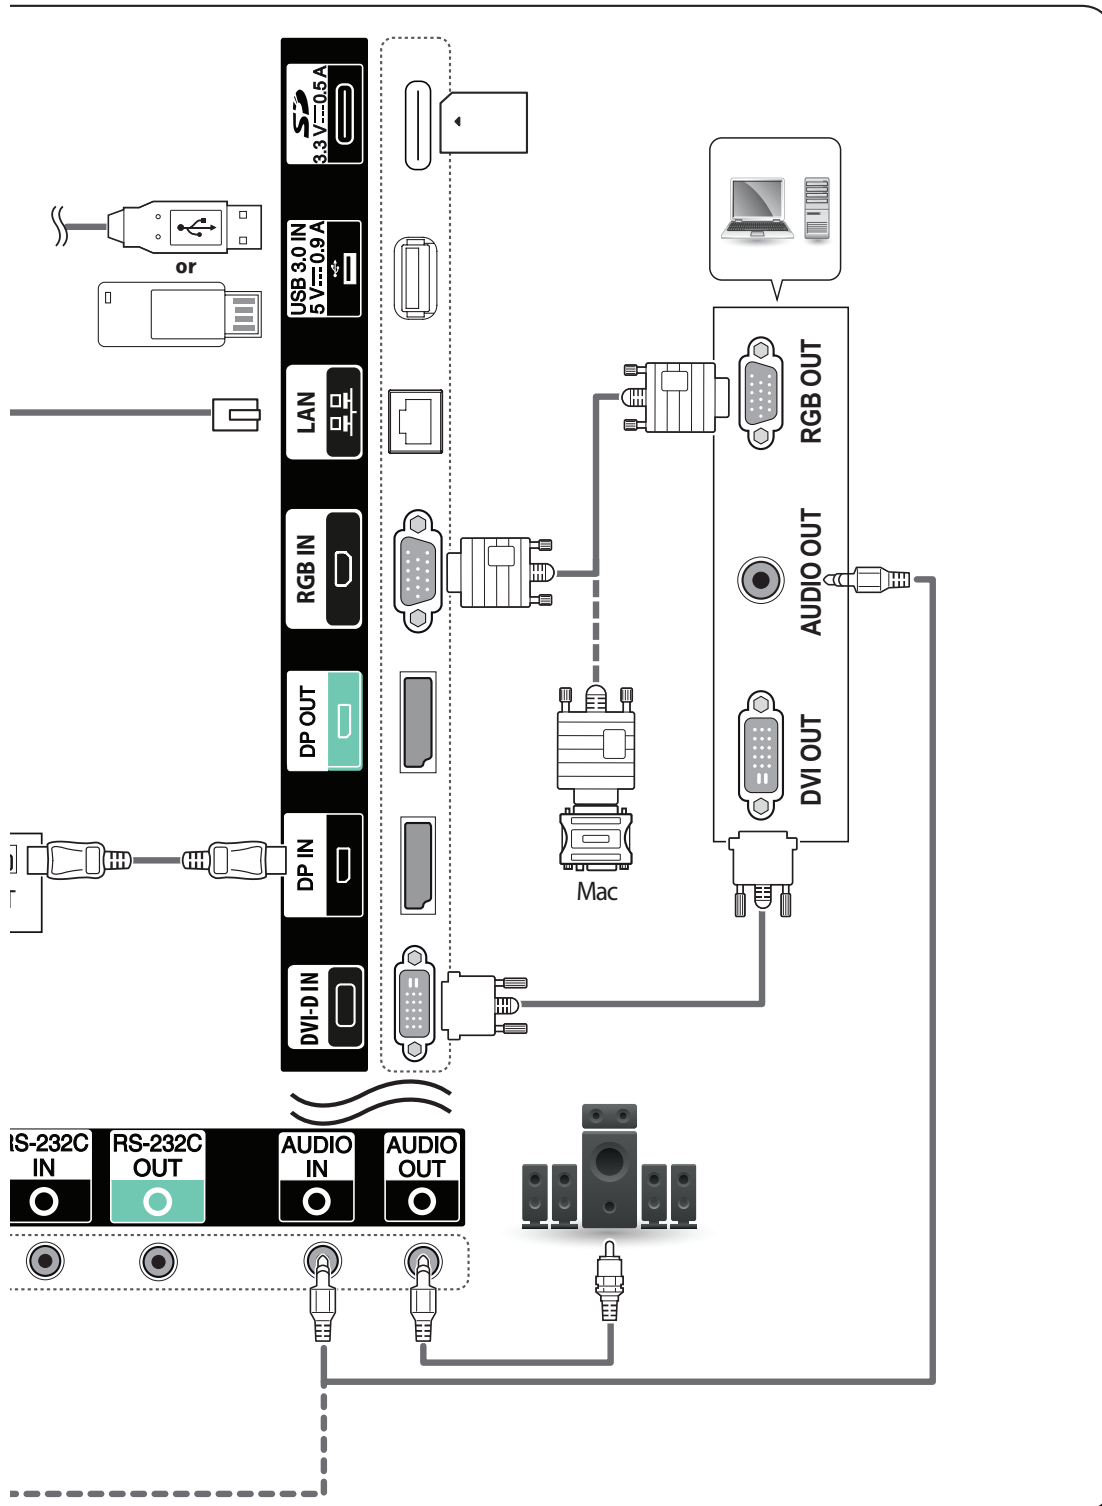 SD
3.3 V⎓0.5 A
or
USB 3.0 IN
5 V⎓0.9 A
LAN
RGB IN
DP OUT
DP IN
DVI-D IN
RGB OUT
AUDIO OUT
DVI OUT
Mac
RS-232C
IN
RS-232C
OUT
AUDIO
IN
AUDIO
OUT